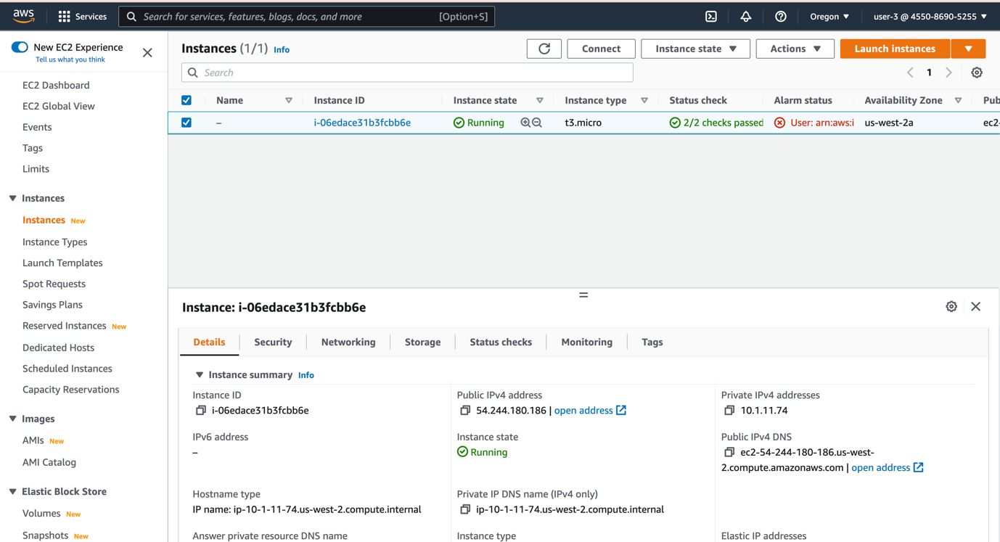 aws
Services
Search for services, features, blogs, docs, and more
[Option+S]
Oregon
user-3 @ 4550-8690-5255
New EC2 Experience
Tell us what you think
EC2 Dashboard
EC2 Global View
Events
Tags
Limits
Instances
Instances New
Instance Types
Launch Templates
Spot Requests
Savings Plans
Reserved Instances New
Dedicated Hosts
Scheduled Instances
Capacity Reservations
Images
AMIs New
AMI Catalog
Elastic Block Store
Volumes New
Snapshots New
Instances (1/1) Info
Connect
Instance state
Actions
Launch instances
Search
1
Name Instance ID Instance state Instance type Status check Alarm status Availability Zone Pub
– i-06edace31b3fcbb6e Running t3.micro 2/2 checks passed User: arn:aws:i us-west-2a ec2-
Instance: i-06edace31b3fcbb6e
Details Security Networking Storage Status checks Monitoring Tags
Instance summary Info
Instance ID
i-06edace31b3fcbb6e
Public IPv4 address
54.244.180.186 | open address
Private IPv4 addresses
10.1.11.74
IPv6 address
–
Instance state
Running
Public IPv4 DNS
ec2-54-244-180-186.us-west-
2.compute.amazonaws.com | open address
Hostname type
IP name: ip-10-1-11-74.us-west-2.compute.internal
Private IP DNS name (IPv4 only)
ip-10-1-11-74.us-west-2.compute.internal
Answer private resource DNS name
Instance type
Elastic IP addresses